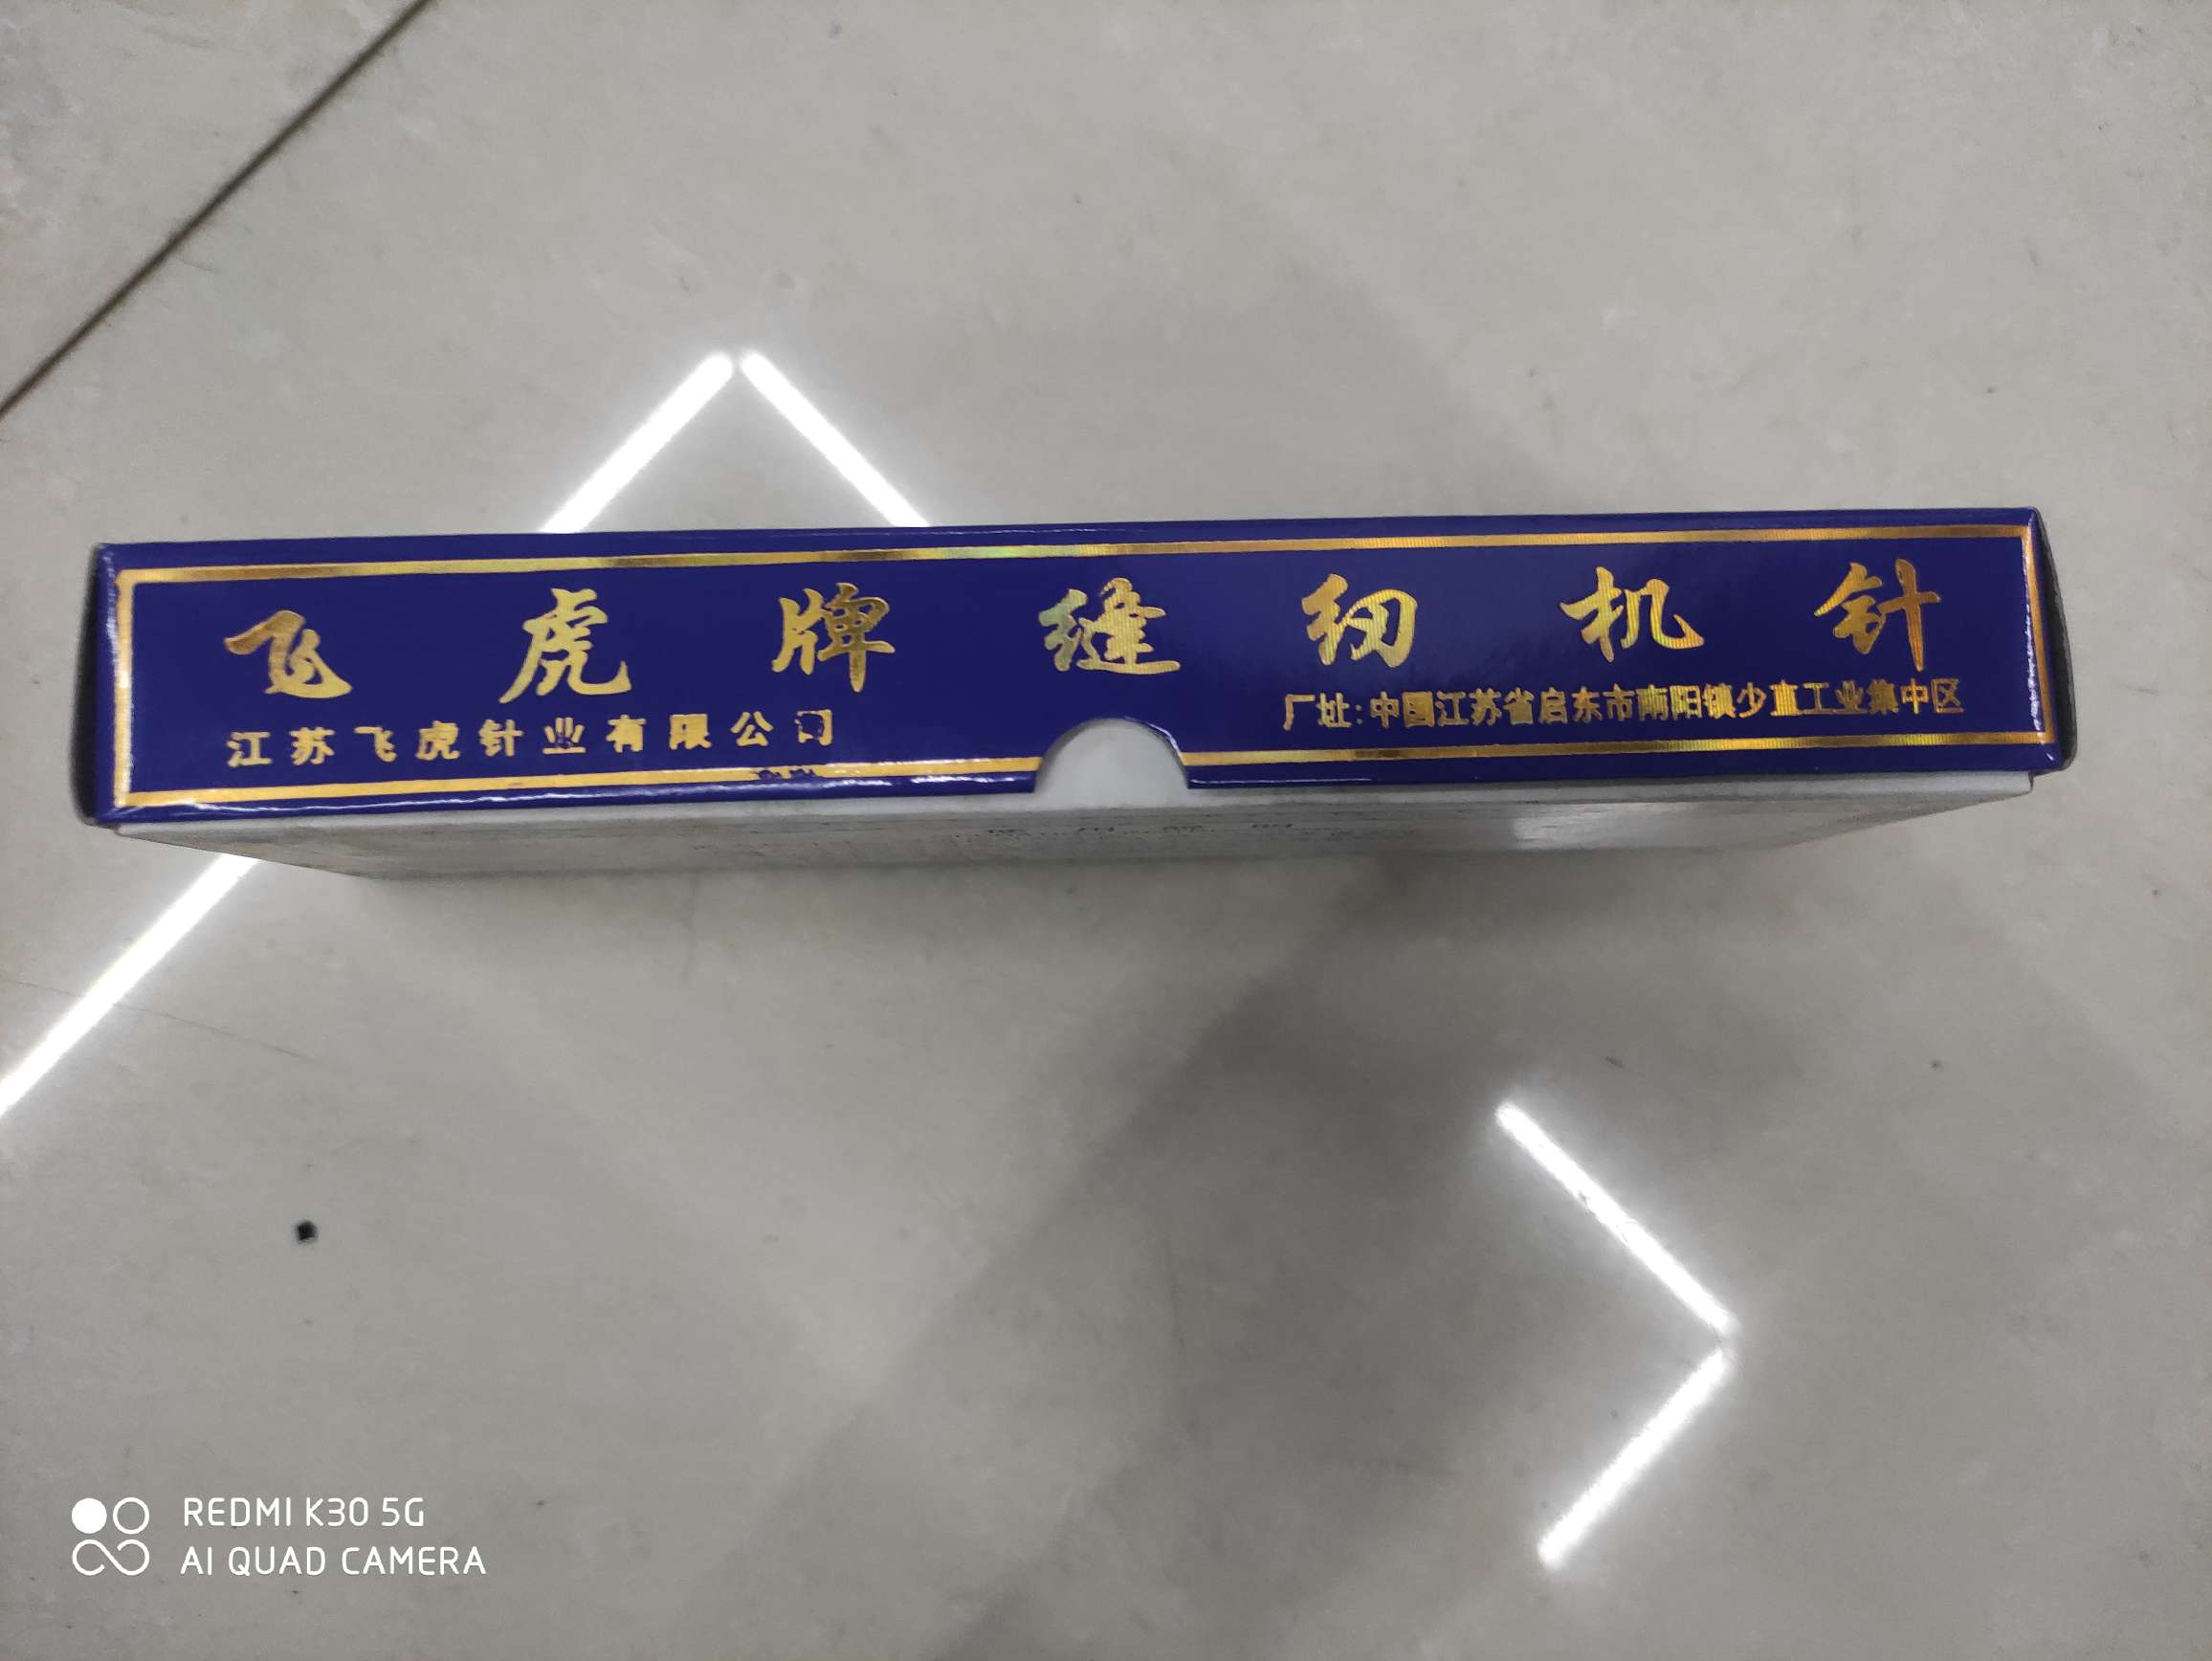 飞虎牌缝纫机针
江苏飞虎针业有限公司
厂址:中国江苏省启东市南阳镇少直工业集中区
REDMI K30 5G
AI QUAD CAMERA